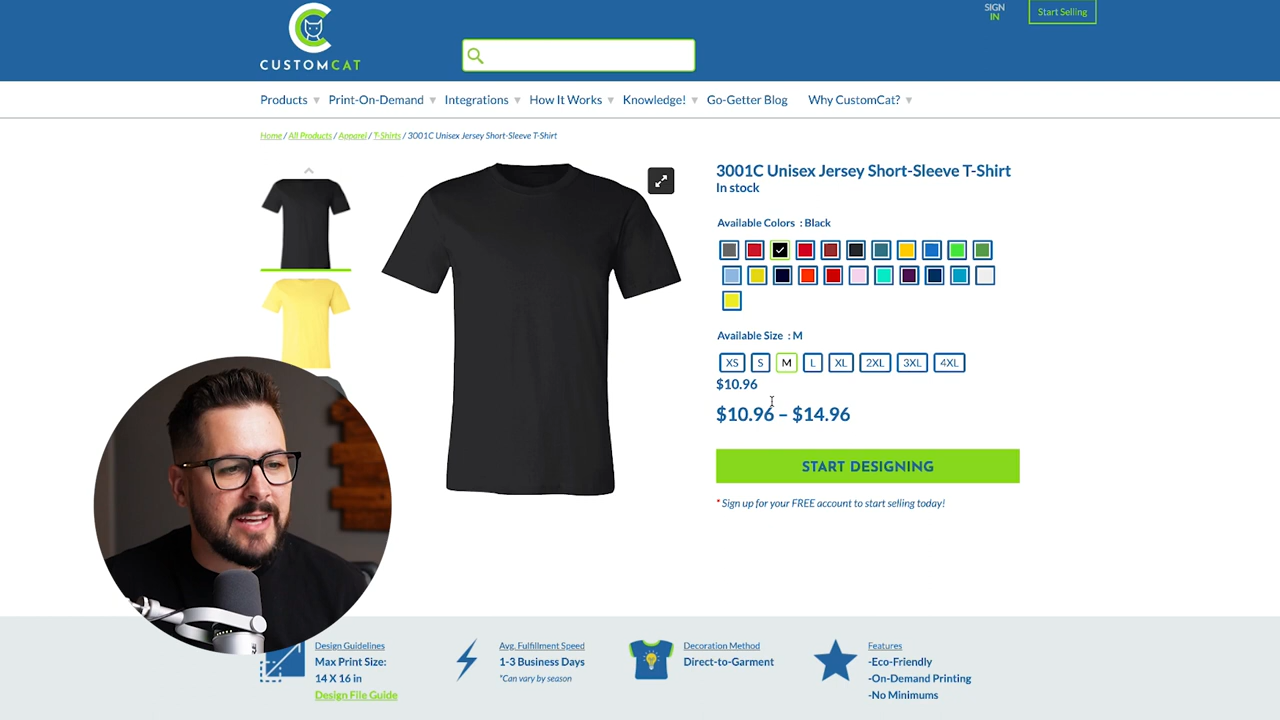 CUSTOMCAT
SIGN IN
Start Selling
Products Print-On-Demand Integrations How It Works Knowledge! Go-Getter Blog Why CustomCat?
Home / All Products / Apparel / T-Shirts / 3001C Unisex Jersey Short-Sleeve T-Shirt
3001C Unisex Jersey Short-Sleeve T-Shirt
In stock
Available Colors : Black
Available Size : M
XS S M L XL 2XL 3XL 4XL
$10.96
$10.96 – $14.96
START DESIGNING
* Sign up for your FREE account to start selling today!
Design Guidelines
Max Print Size:
14 X 16 in
Design File Guide
Avg. Fulfillment Speed
1-3 Business Days
*Can vary by season
Decoration Method
Direct-to-Garment
Features
-Eco-Friendly
-On-Demand Printing
-No Minimums